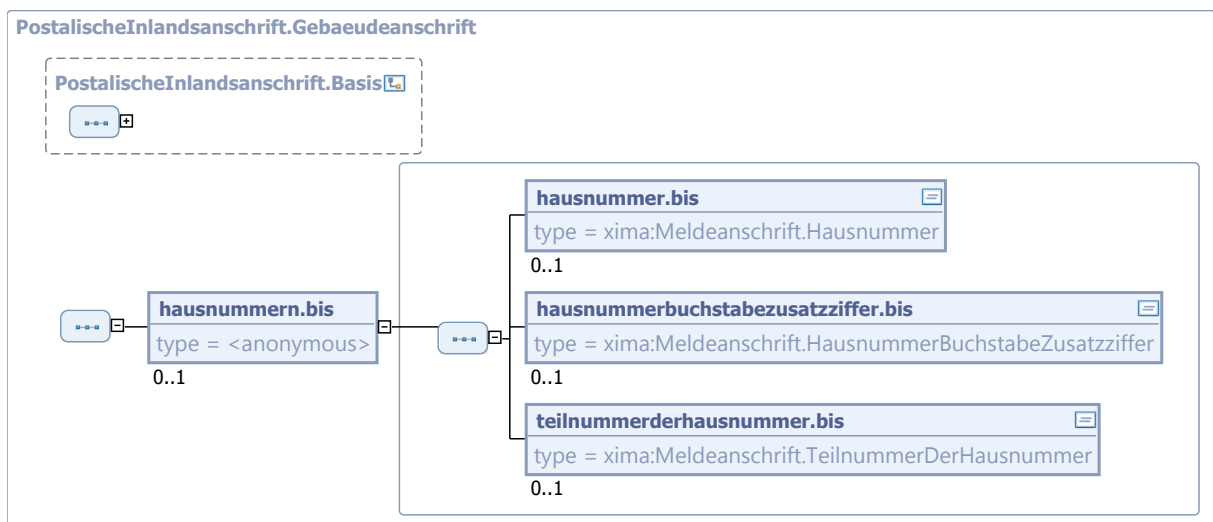 PostalischeInlandsanschrift.Gebaeudeanschrift
PostalischeInlandsanschrift.Basis
hausnummer.bis
type = xima:Meldeanschrift.Hausnummer
0..1
hausnummern.bis
type = <anonymous>
0..1
hausnummerbuchstabezusatzziffer.bis
type = xima:Meldeanschrift.HausnummerBuchstabeZusatzziffer
0..1
teilnummerderhausnummer.bis
type = xima:Meldeanschrift.TeilnummerDerHausnummer
0..1